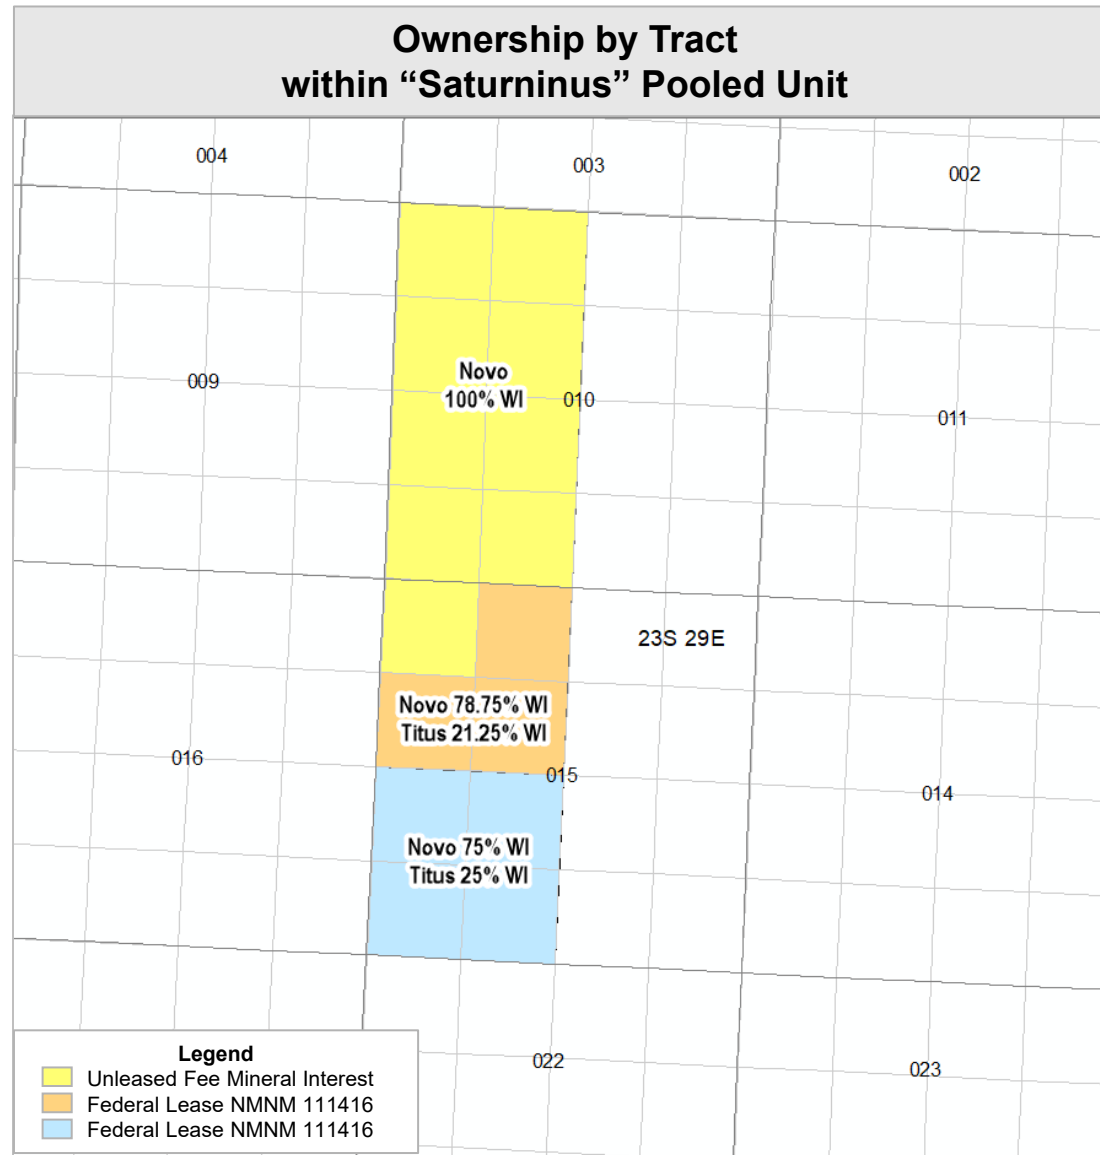 Ownership by Tract
within “Saturninus” Pooled Unit
004
003
002
009
Novo
100% WI
010
011
23S 29E
Novo 78.75% WI
Titus 21.25% WI
016
015
014
Novo 75% WI
Titus 25% WI
Legend
Unleased Fee Mineral Interest
Federal Lease NMNM 111416
Federal Lease NMNM 111416
022
023